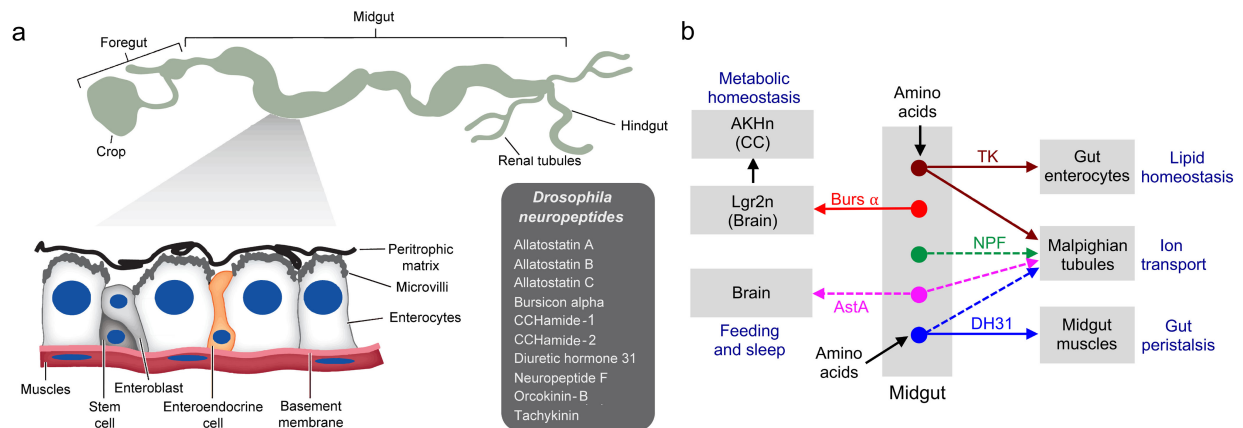 a
Midgut
Foregut
Crop
Renal tubules
Hindgut
Peritrophic
matrix
Microvilli
Enterocytes
Muscles
Stem
cell
Enteroblast
Enteroendocrine
cell
Basement
membrane
Drosophila
neuropeptides
Allatostatin A
Allatostatin B
Allatostatin C
Bursicon alpha
CCHamide-1
CCHamide-2
Diuretic hormone 31
Neuropeptide F
Orcokinin-B
Tachykinin
b
Metabolic
homeostasis
AKHn
(CC)
Lgr2n
(Brain)
Brain
Feeding
and sleep
Amino
acids
Burs α
AstA
Amino
acids
Midgut
TK
NPF
DH31
Gut
enterocytes
Lipid
homeostasis
Malpighian
tubules
Ion
transport
Midgut
muscles
Gut
peristalsis